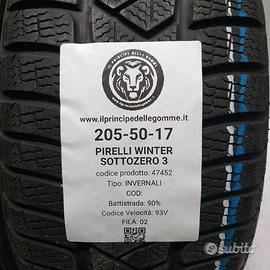 www.ilprincipedellegomme.it
205-50-17
PIRELLI WINTER
SOTTOZERO 3
codice prodotto: 47452
Tipo: INVERNALI
COD:
Battistrada: 90%
Codice Velocità: 93V
FILA: 02
subito